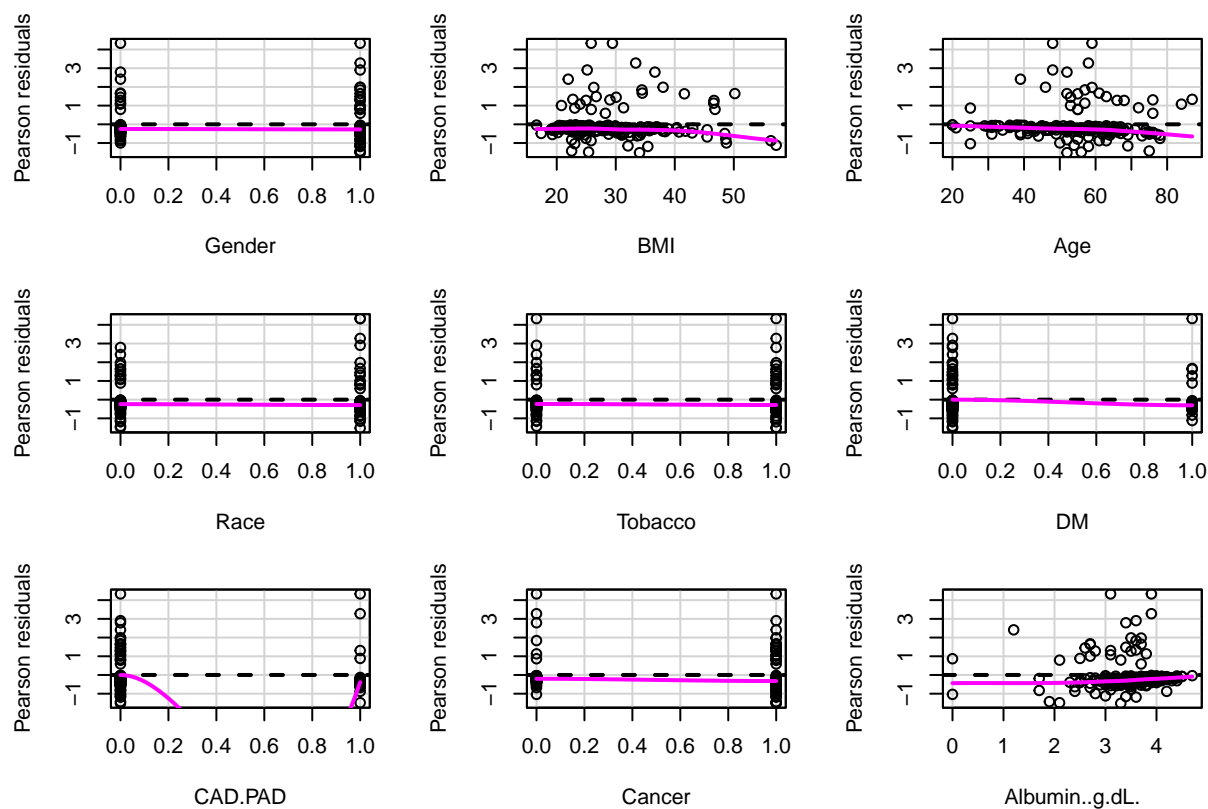 Pearson residuals
−1 1 3
0.0 0.2 0.4 0.6 0.8 1.0
Gender
Pearson residuals
−1 1 3
20 30 40 50
BMI
Pearson residuals
−1 1 3
20 40 60 80
Age
Pearson residuals
−1 1 3
0.0 0.2 0.4 0.6 0.8 1.0
Race
Pearson residuals
−1 1 3
0.0 0.2 0.4 0.6 0.8 1.0
Tobacco
Pearson residuals
−1 1 3
0.0 0.2 0.4 0.6 0.8 1.0
DM
Pearson residuals
−1 1 3
0.0 0.2 0.4 0.6 0.8 1.0
CAD.PAD
Pearson residuals
−1 1 3
0.0 0.2 0.4 0.6 0.8 1.0
Cancer
Pearson residuals
−1 1 3
0 1 2 3 4
Albumin..g.dL.